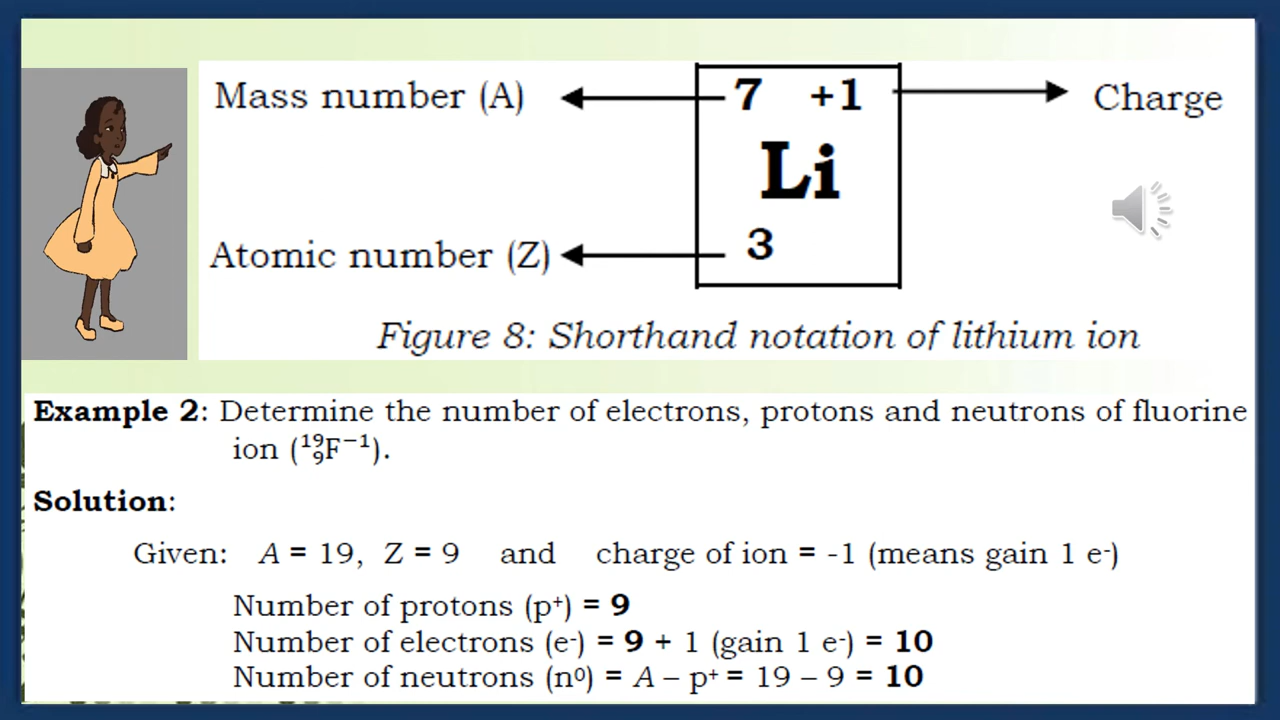 Mass number (A) 7 +1 Charge
Li
Atomic number (Z) 3
Figure 8: Shorthand notation of lithium ion
Example 2: Determine the number of electrons, protons and neutrons of fluorine
ion (¹⁹₉F⁻¹).
Solution:
Given: A = 19, Z = 9 and charge of ion = -1 (means gain 1 e⁻)
Number of protons (p⁺) = 9
Number of electrons (e⁻) = 9 + 1 (gain 1 e⁻) = 10
Number of neutrons (n⁰) = A – p⁺ = 19 – 9 = 10